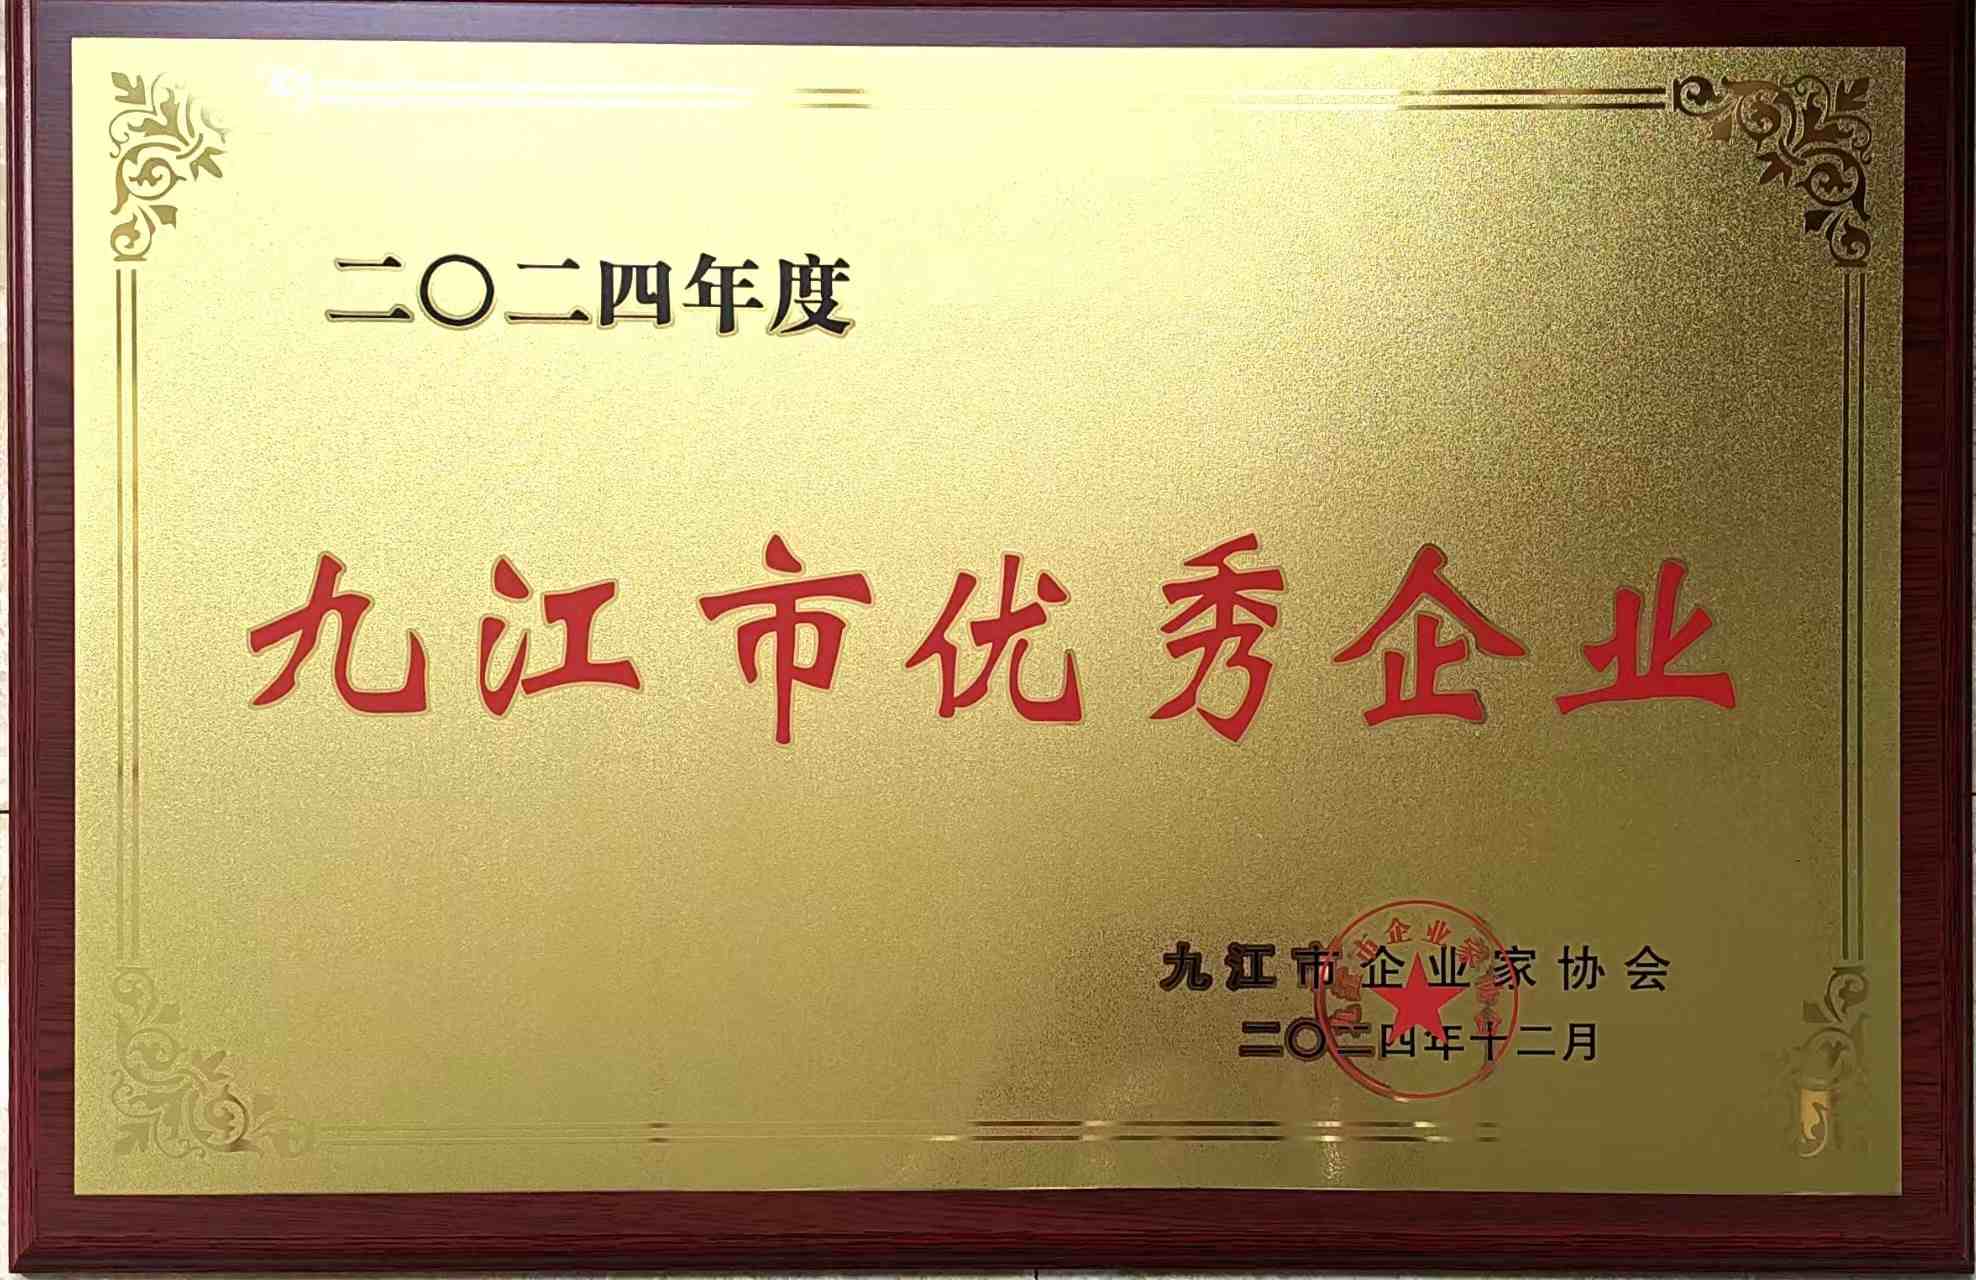 二〇二四年度
九江市优秀企业
九江市企业家协会
二〇二四年十二月